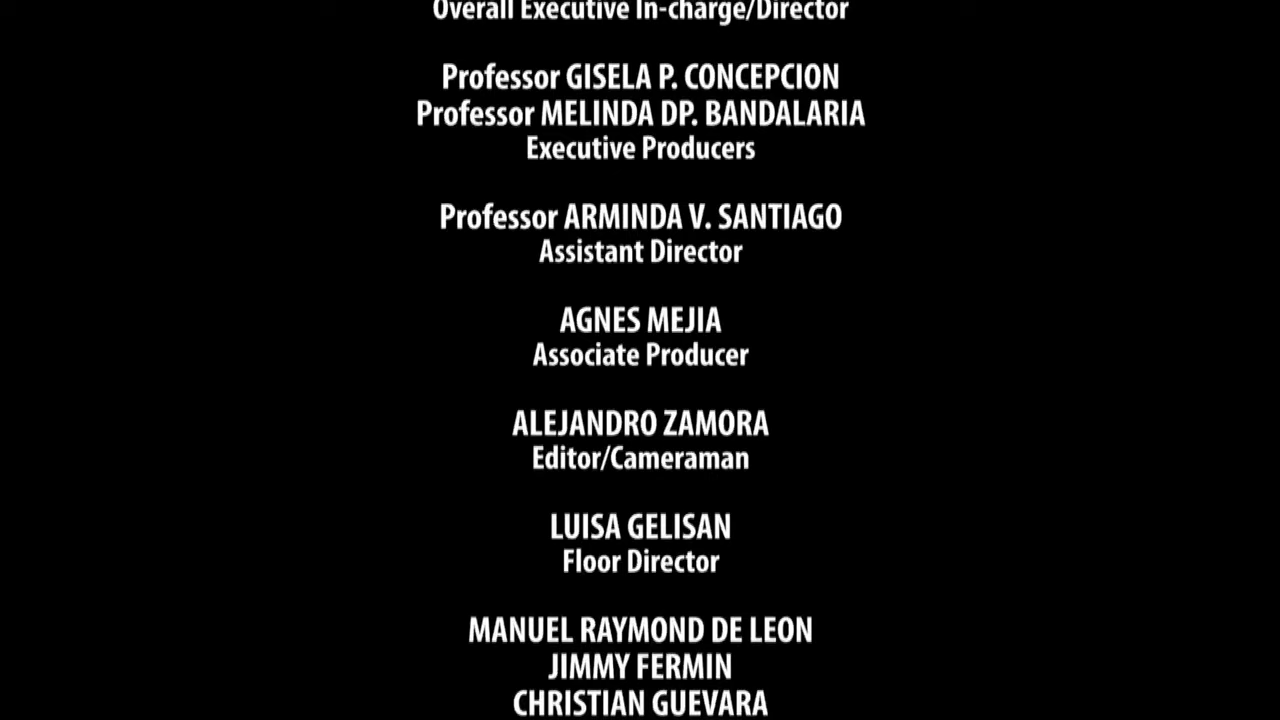 Overall Executive In-charge/Director
Professor GISELA P. CONCEPCION
Professor MELINDA DP. BANDALARIA
Executive Producers
Professor ARMINDA V. SANTIAGO
Assistant Director
AGNES MEJIA
Associate Producer
ALEJANDRO ZAMORA
Editor/Cameraman
LUISA GELISAN
Floor Director
MANUEL RAYMOND DE LEON
JIMMY FERMIN
CHRISTIAN GUEVARA